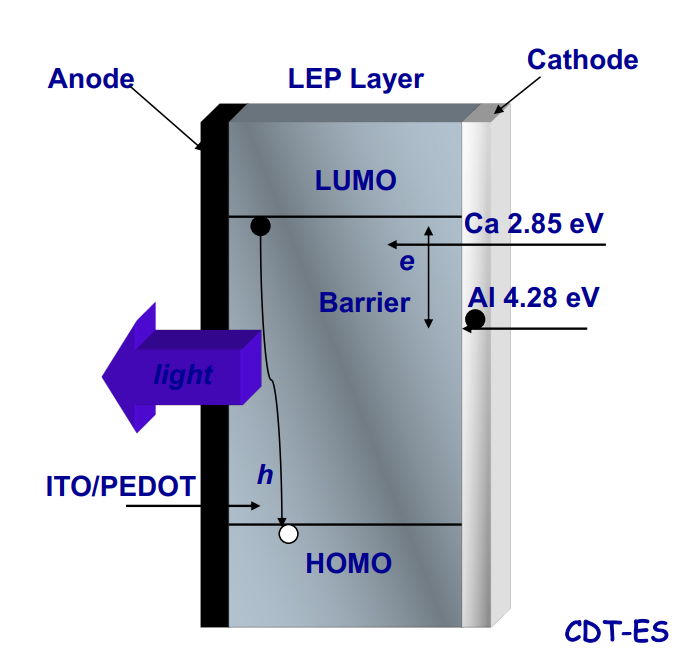 Cathode
Anode
LEP Layer
LUMO
Ca 2.85 eV
e
Barrier
Al 4.28 eV
light
h
ITO/PEDOT
HOMO
CDT-ES